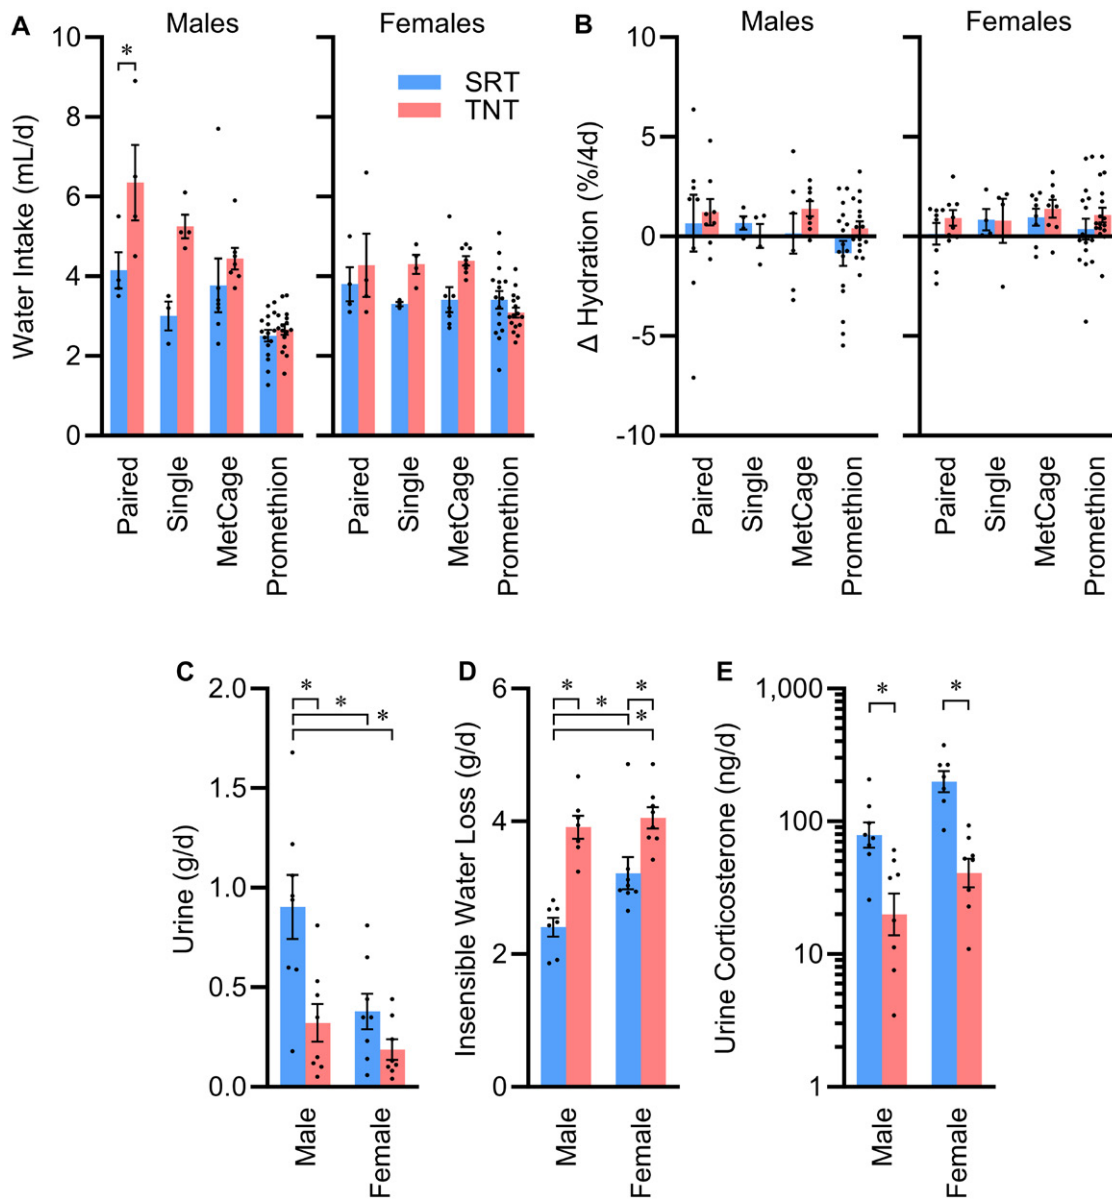 A
Males
Females
Water Intake (mL/d)
10
8
6
4
2
0
*
SRT
TNT
Paired
Single
MetCage
Promethion
Paired
Single
MetCage
Promethion
B
Males
Females
Δ Hydration (%/4d)
10
5
0
-5
-10
Paired
Single
MetCage
Promethion
Paired
Single
MetCage
Promethion
C
Urine (g/d)
2.0
1.5
1.0
0.5
0.0
*
*
*
Male
Female
D
Insensible Water Loss (g/d)
6
4
2
0
*
*
*
*
Male
Female
E
Urine Corticosterone (ng/d)
1,000
100
10
1
*
*
Male
Female